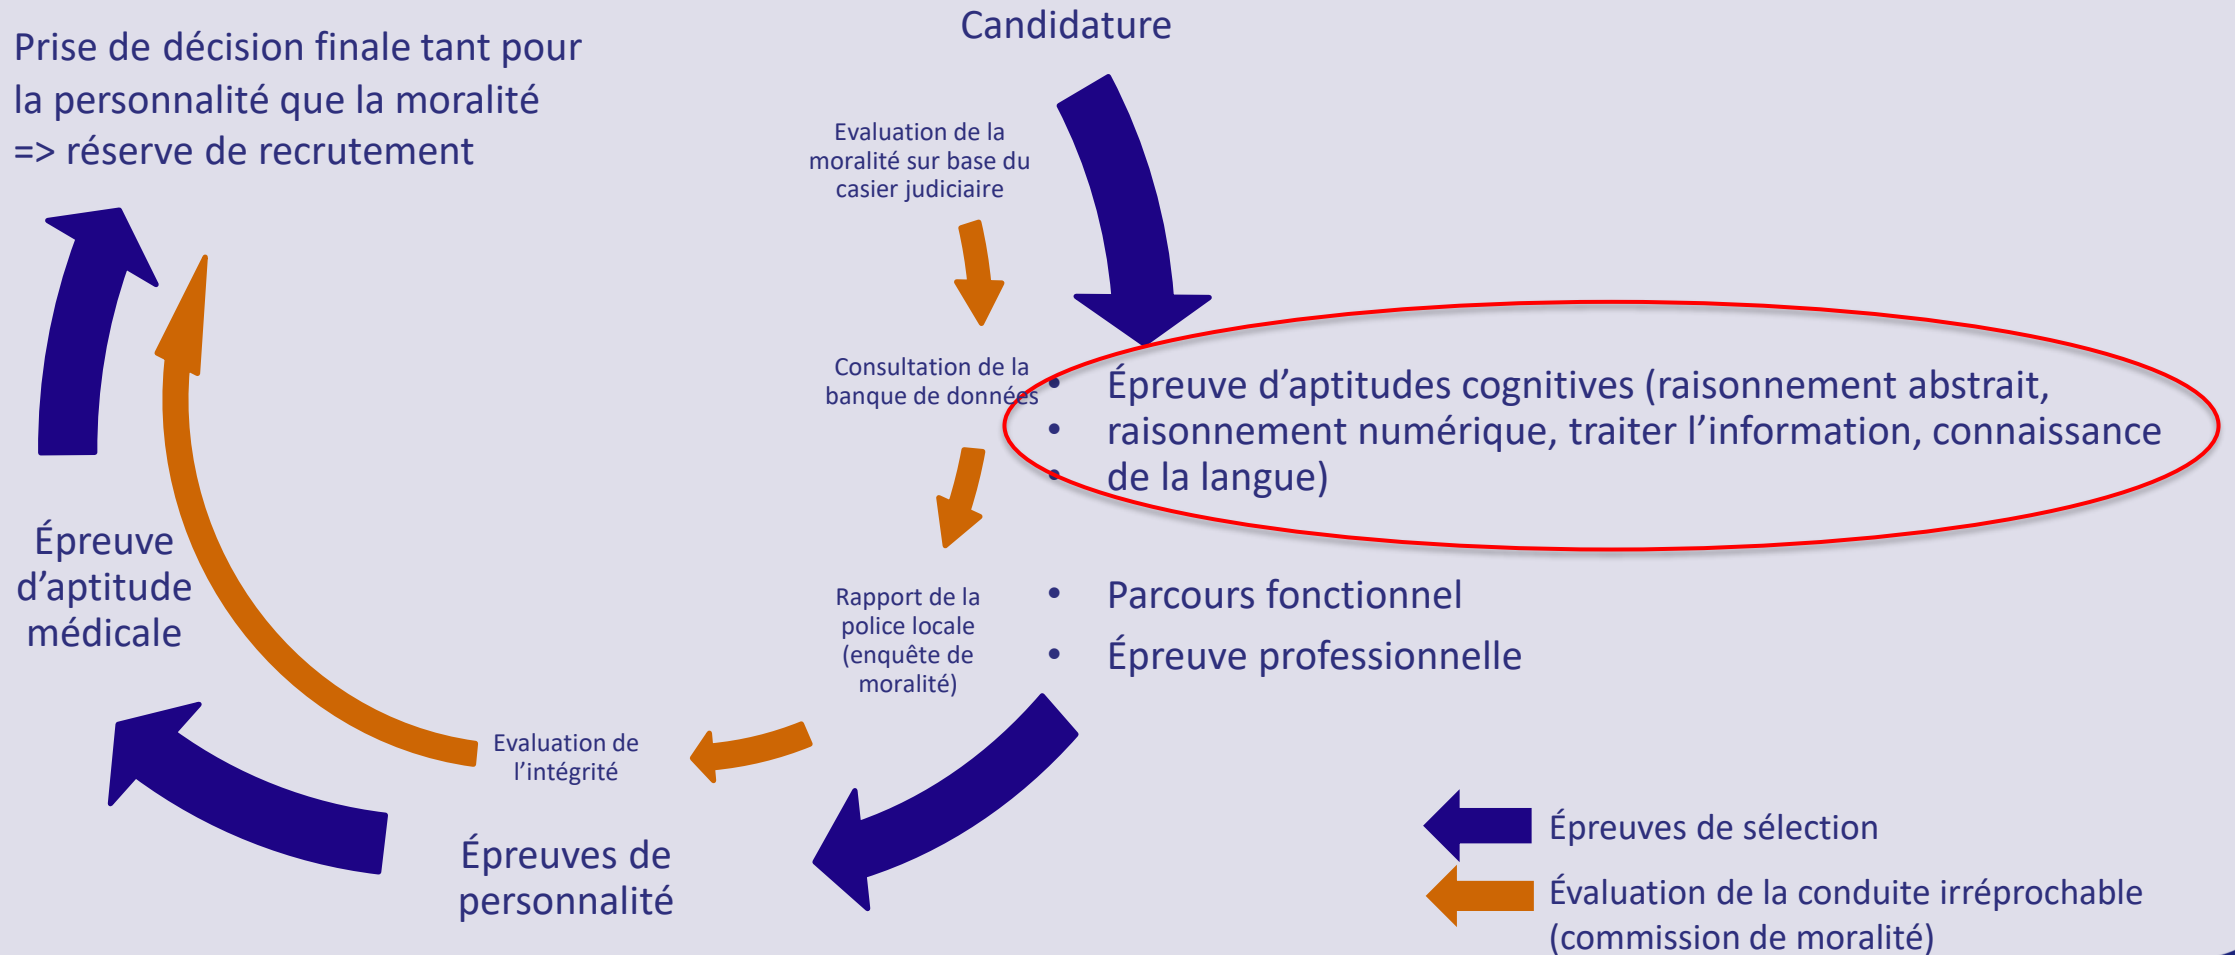 Candidature
Prise de décision finale tant pour
la personnalité que la moralité
=> réserve de recrutement
Evaluation de la
moralité sur base du
casier judiciaire
Consultation de la
banque de données
• Épreuve d’aptitudes cognitives (raisonnement abstrait,
• raisonnement numérique, traiter l’information, connaissance
• de la langue)
Rapport de la
police locale
(enquête de
moralité)
• Parcours fonctionnel
• Épreuve professionnelle
Épreuve
d’aptitude
médicale
Evaluation de
l’intégrité
Épreuves de
personnalité
Épreuves de sélection
Évaluation de la conduite irréprochable
(commission de moralité)